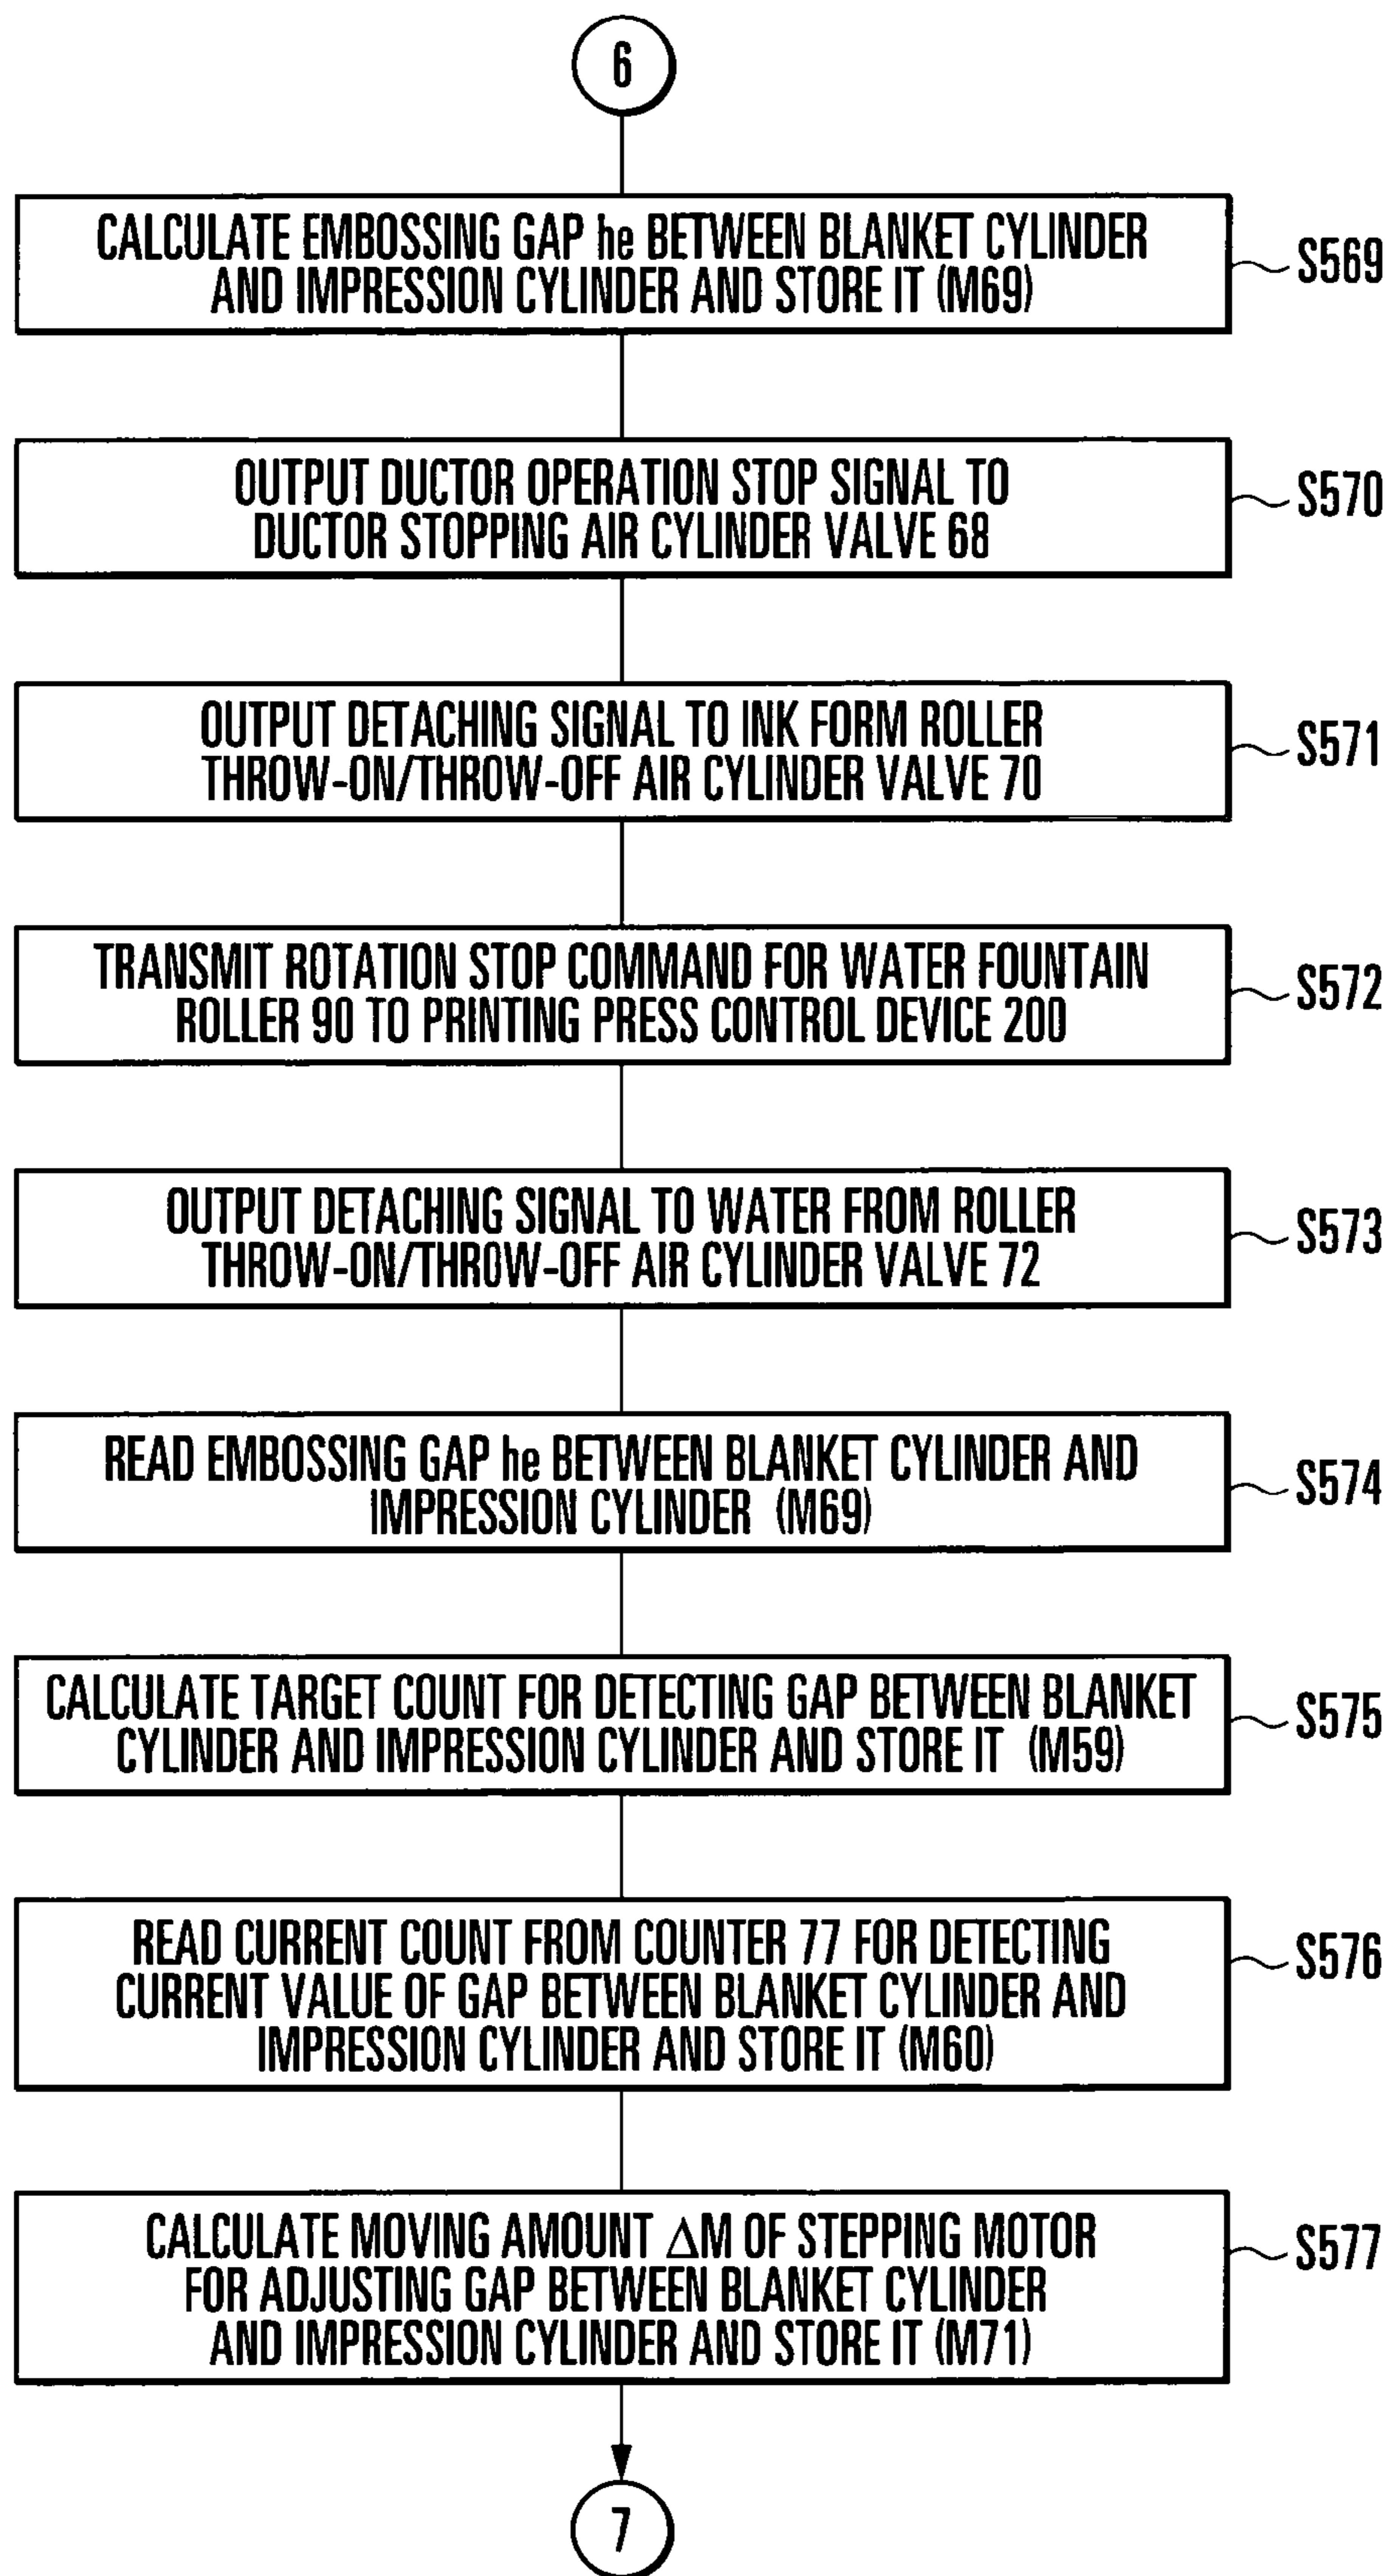 6
CALCULATE EMBOSSING GAP he BETWEEN BLANKET CYLINDER
AND IMPRESSION CYLINDER AND STORE IT (M69)
S569
OUTPUT DUCTOR OPERATION STOP SIGNAL TO
DUCTOR STOPPING AIR CYLINDER VALVE 68
S570
OUTPUT DETACHING SIGNAL TO INK FORM ROLLER
THROW-ON/THROW-OFF AIR CYLINDER VALVE 70
S571
TRANSMIT ROTATION STOP COMMAND FOR WATER FOUNTAIN
ROLLER 90 TO PRINTING PRESS CONTROL DEVICE 200
S572
OUTPUT DETACHING SIGNAL TO WATER FROM ROLLER
THROW-ON/THROW-OFF AIR CYLINDER VALVE 72
S573
READ EMBOSSING GAP he BETWEEN BLANKET CYLINDER AND
IMPRESSION CYLINDER (M69)
S574
CALCULATE TARGET COUNT FOR DETECTING GAP BETWEEN BLANKET
CYLINDER AND IMPRESSION CYLINDER AND STORE IT (M59)
S575
READ CURRENT COUNT FROM COUNTER 77 FOR DETECTING
CURRENT VALUE OF GAP BETWEEN BLANKET CYLINDER AND
IMPRESSION CYLINDER AND STORE IT (M60)
S576
CALCULATE MOVING AMOUNT ΔM OF STEPPING MOTOR
FOR ADJUSTING GAP BETWEEN BLANKET CYLINDER
AND IMPRESSION CYLINDER AND STORE IT (M71)
S577
7